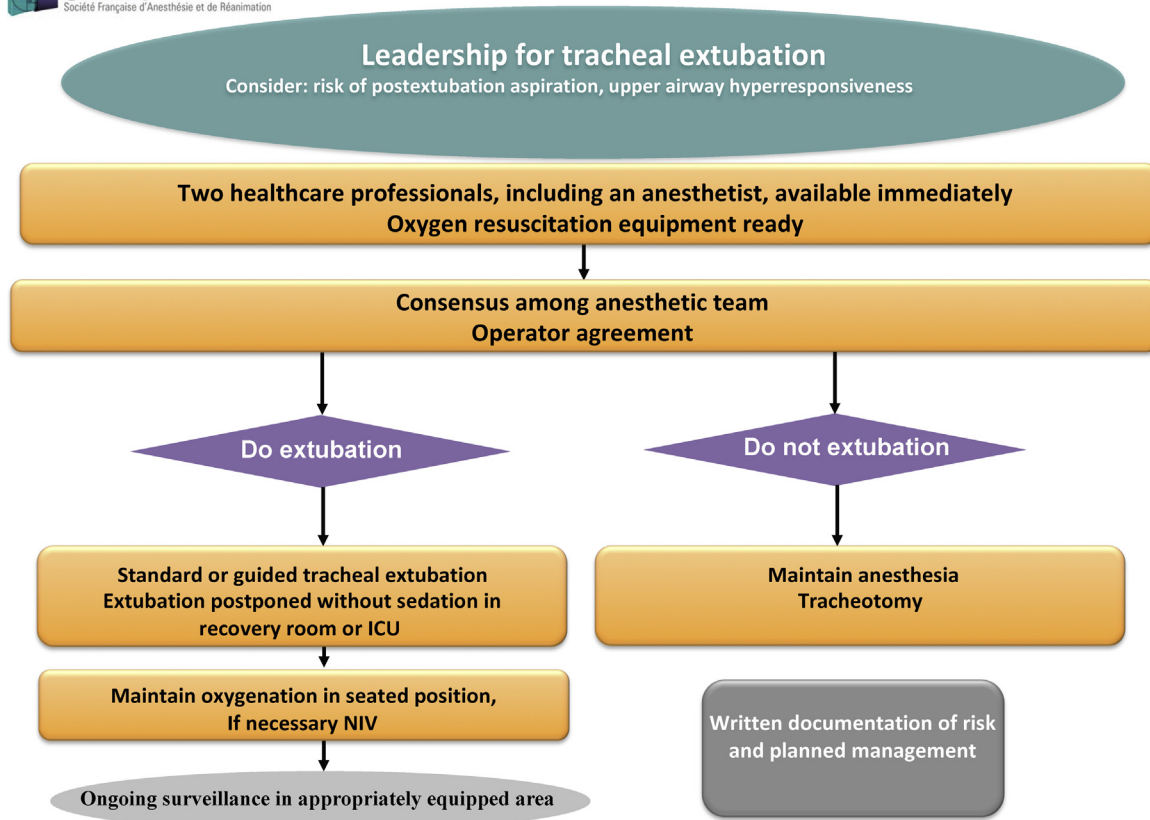 Société Française d'Anesthésie et de Réanimation
Leadership for tracheal extubation
Consider: risk of postextubation aspiration, upper airway hyperresponsiveness
Two healthcare professionals, including an anesthetist, available immediately
Oxygen resuscitation equipment ready
Consensus among anesthetic team
Operator agreement
Do extubation
Do not extubation
Standard or guided tracheal extubation
Extubation postponed without sedation in
recovery room or ICU
Maintain anesthesia
Tracheotomy
Maintain oxygenation in seated position,
If necessary NIV
Written documentation of risk
and planned management
Ongoing surveillance in appropriately equipped area